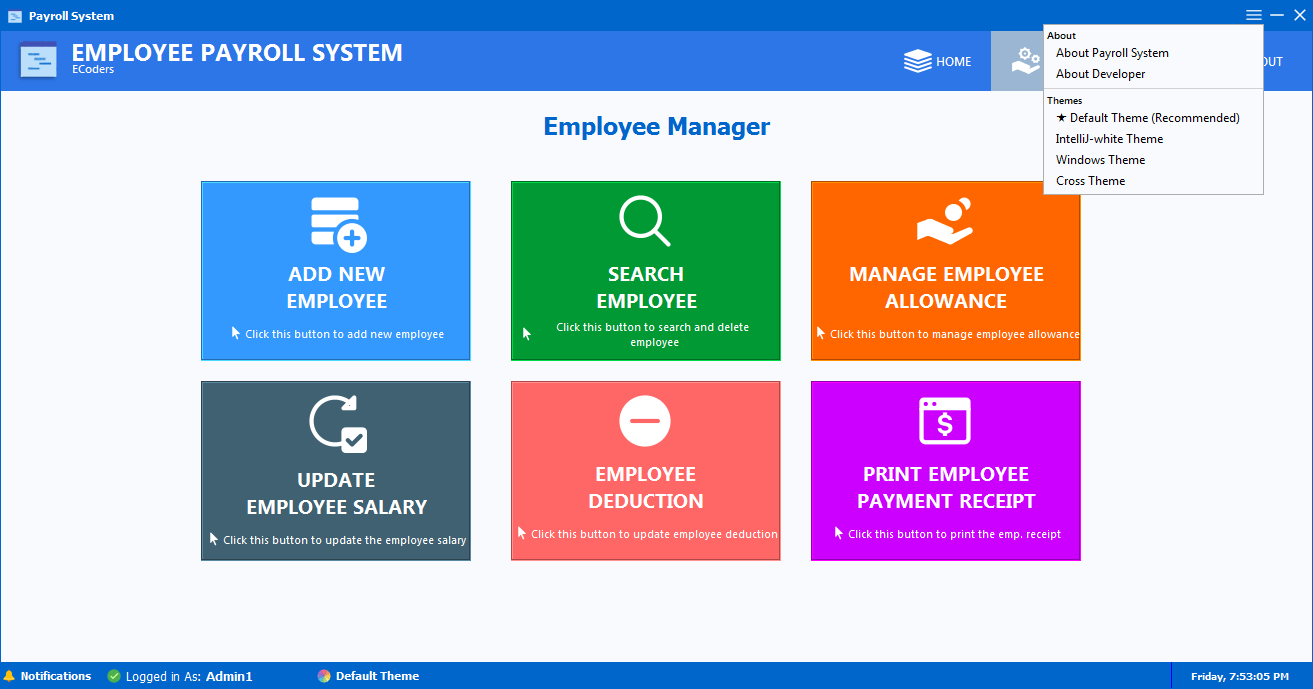 Payroll System
EMPLOYEE PAYROLL SYSTEM
ECoders
HOME
OUT
About
About Payroll System
About Developer
Themes
★ Default Theme (Recommended)
IntelliJ-white Theme
Windows Theme
Cross Theme
Employee Manager
ADD NEW
EMPLOYEE
Click this button to add new employee
SEARCH
EMPLOYEE
Click this button to search and delete
employee
MANAGE EMPLOYEE
ALLOWANCE
Click this button to manage employee allowance
UPDATE
EMPLOYEE SALARY
Click this button to update the employee salary
EMPLOYEE
DEDUCTION
Click this button to update employee deduction
PRINT EMPLOYEE
PAYMENT RECEIPT
Click this button to print the emp. receipt
Notifications
Logged in As: Admin1
Default Theme
Friday, 7:53:05 PM